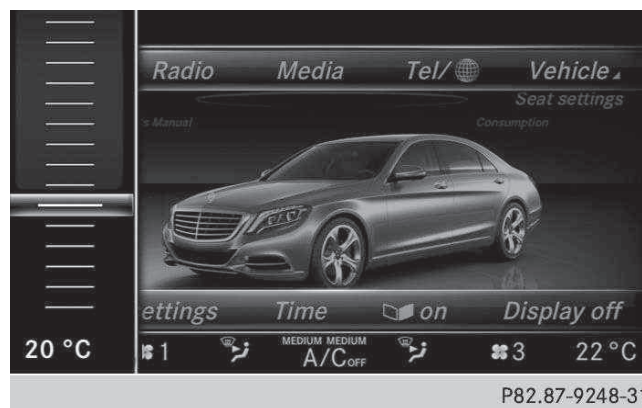 Radio Media Tel/ Vehicle
Seat settings
's Manual Consumption
ettings Time on Display off
MEDIUM MEDIUM
20 °C 1 A/C OFF 3 22°C
P82.87-9248-31